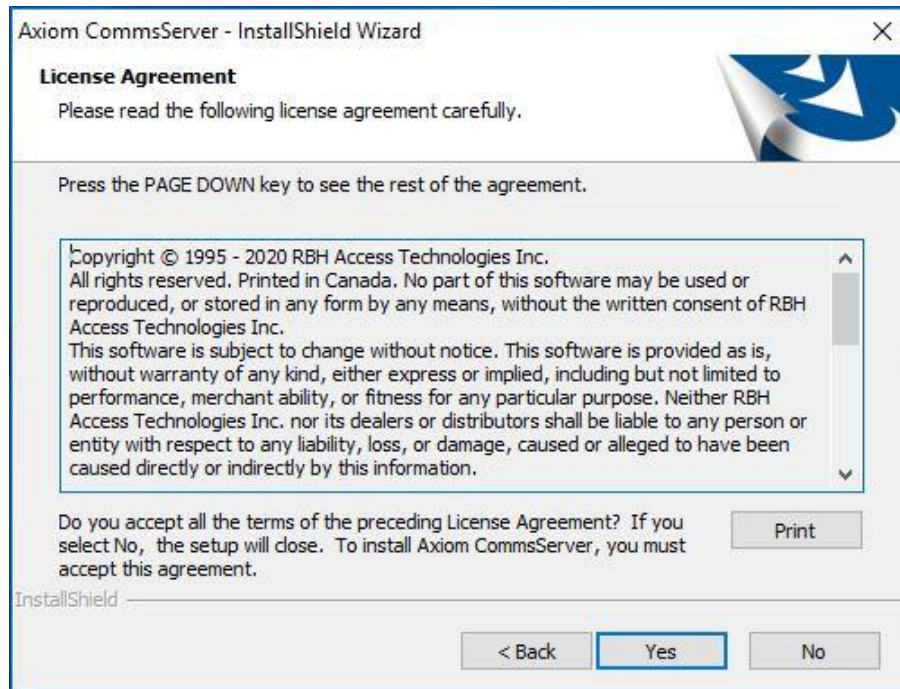 Axiom CommsServer - InstallShield Wizard
License Agreement
Please read the following license agreement carefully.
Press the PAGE DOWN key to see the rest of the agreement.
Copyright © 1995 - 2020 RBH Access Technologies Inc.
All rights reserved. Printed in Canada. No part of this software may be used or
reproduced, or stored in any form by any means, without the written consent of RBH
Access Technologies Inc.
This software is subject to change without notice. This software is provided as is,
without warranty of any kind, either express or implied, including but not limited to
performance, merchant ability, or fitness for any particular purpose. Neither RBH
Access Technologies Inc. nor its dealers or distributors shall be liable to any person or
entity with respect to any liability, loss, or damage, caused or alleged to have been
caused directly or indirectly by this information.
Do you accept all the terms of the preceding License Agreement? If you
select No, the setup will close. To install Axiom CommsServer, you must
accept this agreement.
Print
InstallShield
< Back
Yes
No